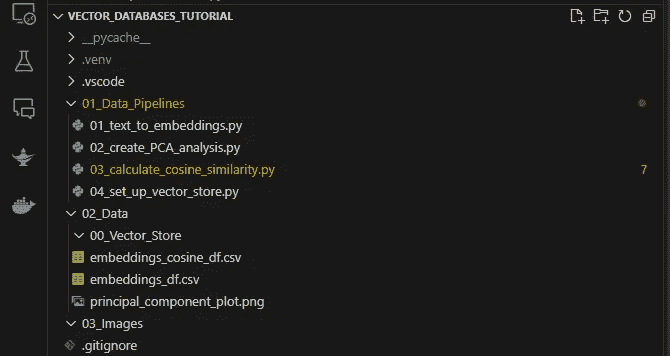 VECTOR_DATABASES_TUTORIAL
__pycache__
.venv
.vscode
01_Data_Pipelines
01_text_to_embeddings.py
02_create_PCA_analysis.py
03_calculate_cosine_similarity.py 7
04_set_up_vector_store.py
02_Data
00_Vector_Store
embeddings_cosine_df.csv
embeddings_df.csv
principal_component_plot.png
03_Images
.gitignore